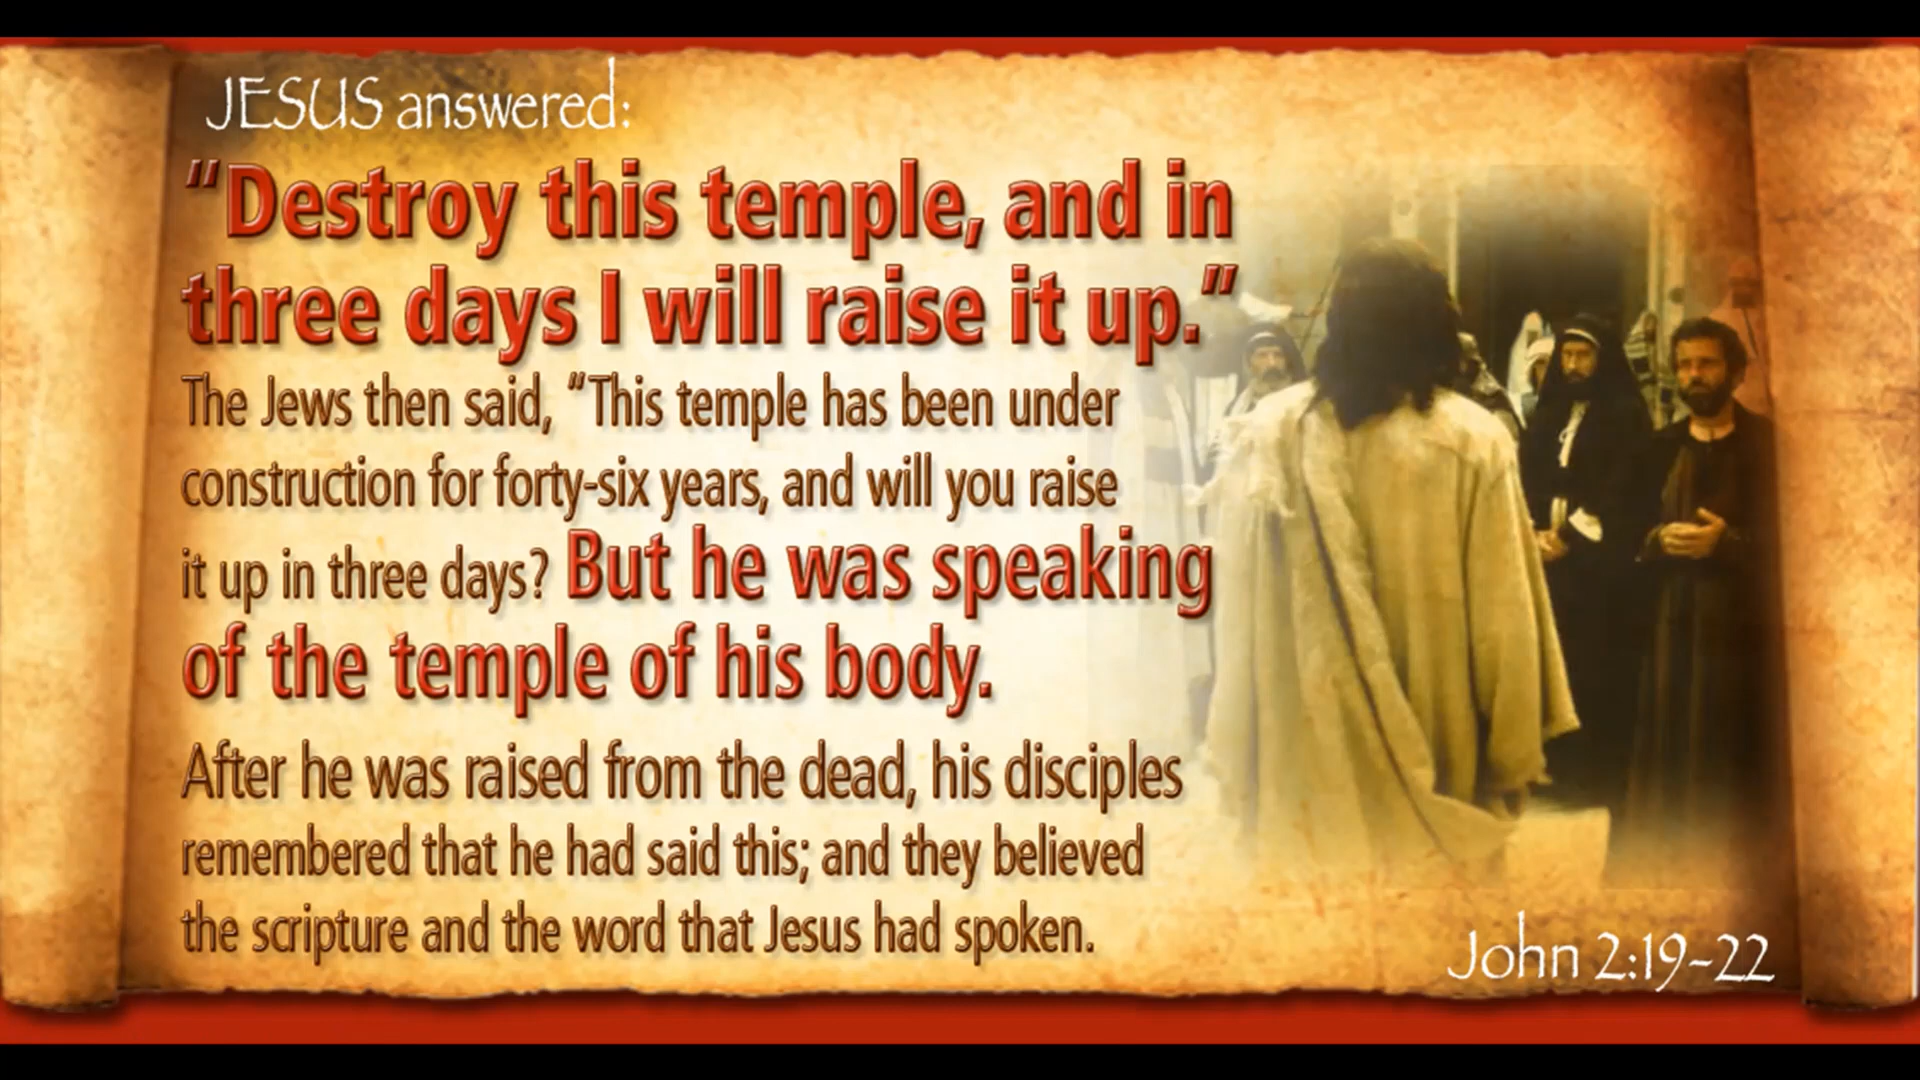 JESUS answered:
“Destroy this temple, and in
three days I will raise it up.”
The Jews then said, “This temple has been under
construction for forty-six years, and will you raise
it up in three days? But he was speaking
of the temple of his body.
After he was raised from the dead, his disciples
remembered that he had said this; and they believed
the scripture and the word that Jesus had spoken.
John 2:19-22